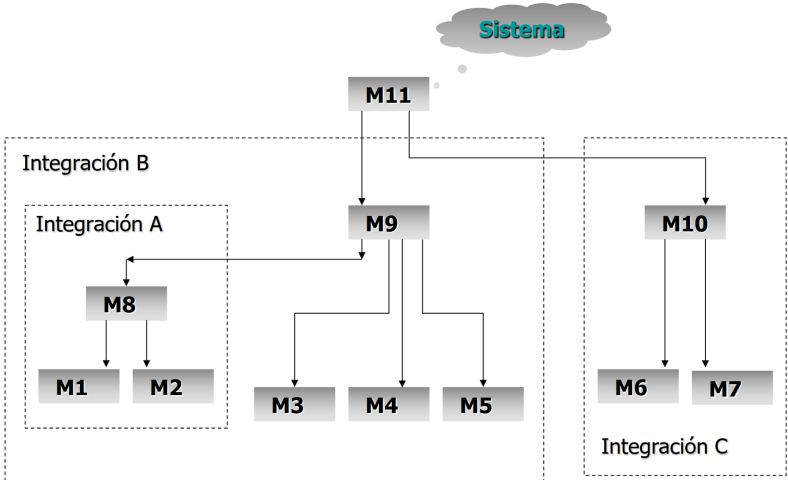 Sistema
M11
Integración B
Integración A
M9
M10
M8
M1
M2
M3
M4
M5
M6
M7
Integración C